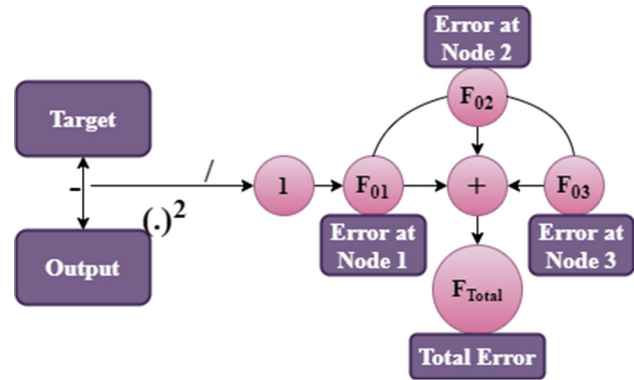 Error at
Node 2
F02
Target
-
/
(.)²
1
F01
+
F03
Output
Error at
Node 1
Error at
Node 3
FTotal
Total Error